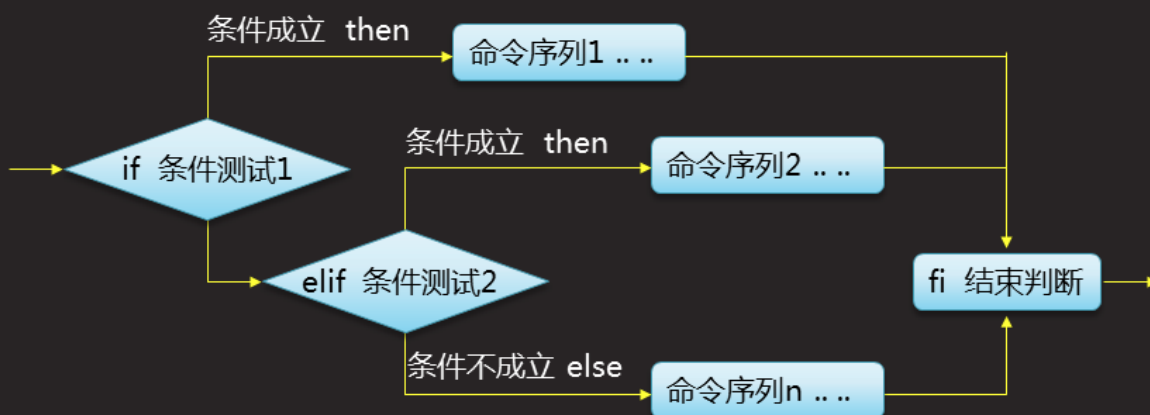 条件成立 then
命令序列1 .. ..
条件成立 then
if 条件测试1
命令序列2 .. ..
elif 条件测试2
fi 结束判断
条件不成立 else
命令序列n .. ..